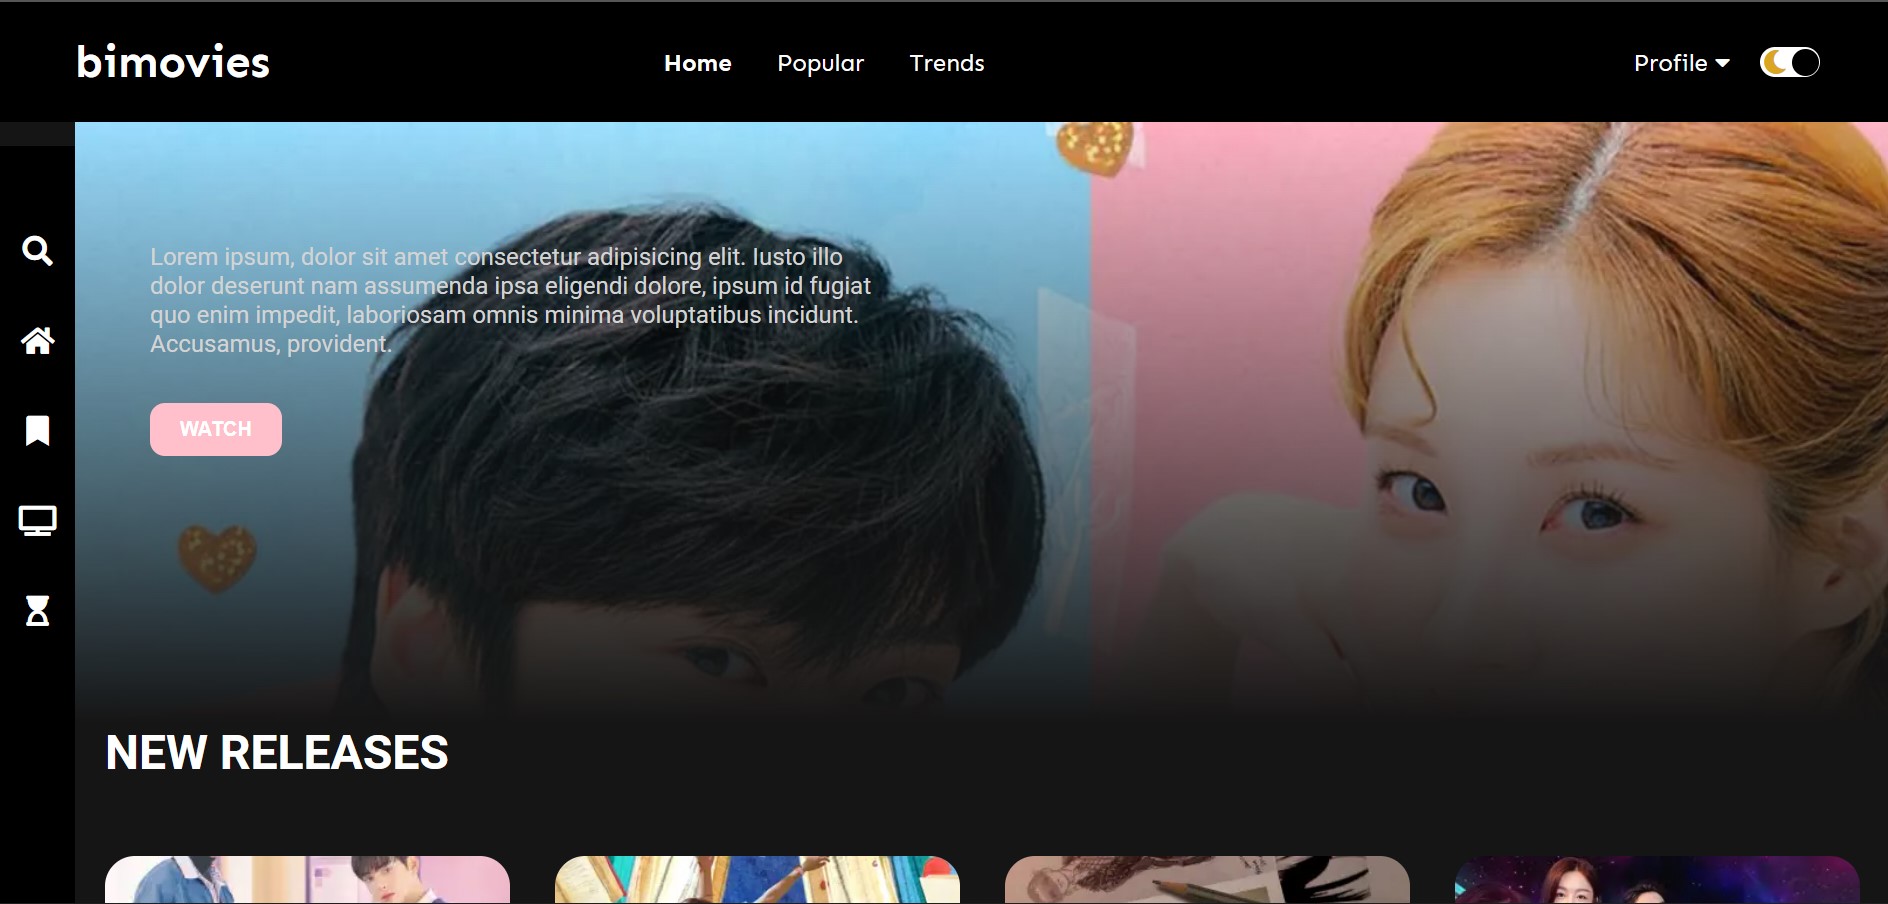 bimovies
Home Popular Trends
Profile
Lorem ipsum, dolor sit amet consectetur adipisicing elit. Iusto illo
dolor deserunt nam assumenda ipsa eligendi dolore, ipsum id fugiat
quo enim impedit, laboriosam omnis minima voluptatibus incidunt.
Accusamus, provident.
WATCH
NEW RELEASES